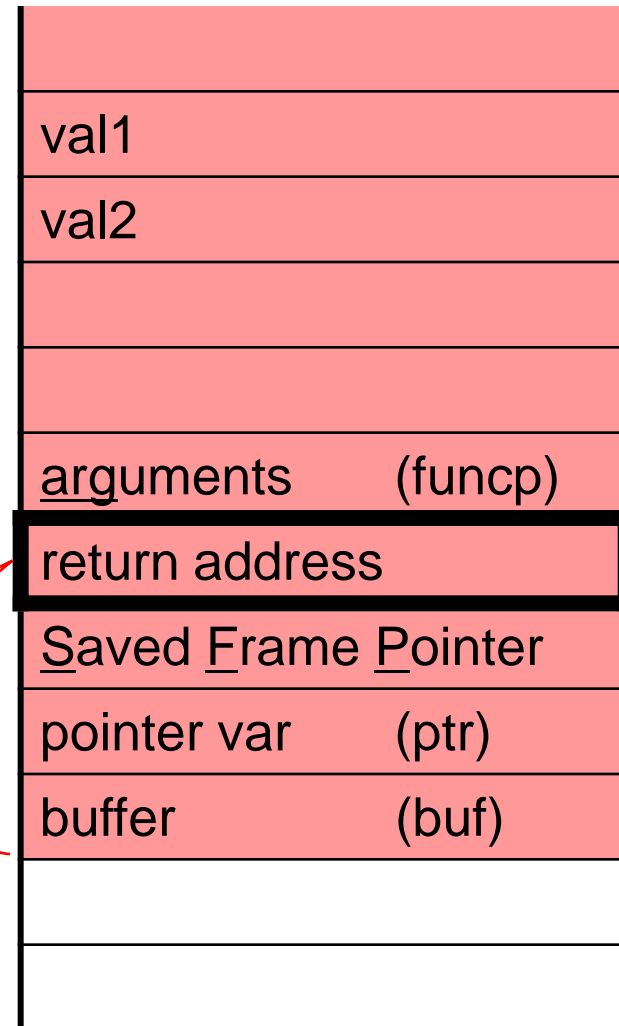 val1
val2
arguments (funcp)
return address
Saved Frame Pointer
pointer var (ptr)
buffer (buf)